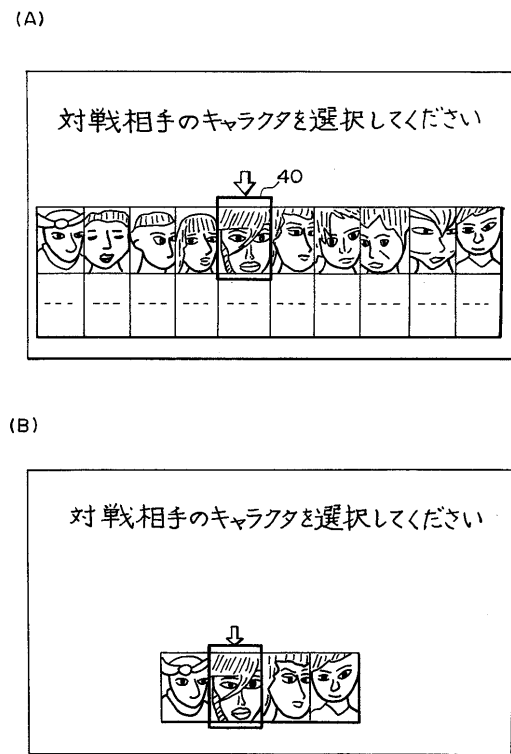 (A)
対戦相手のキャラクタを選択してください
40
--- --- --- --- --- --- --- --- --- ---
(B)
対戦相手のキャラクタを選択してください